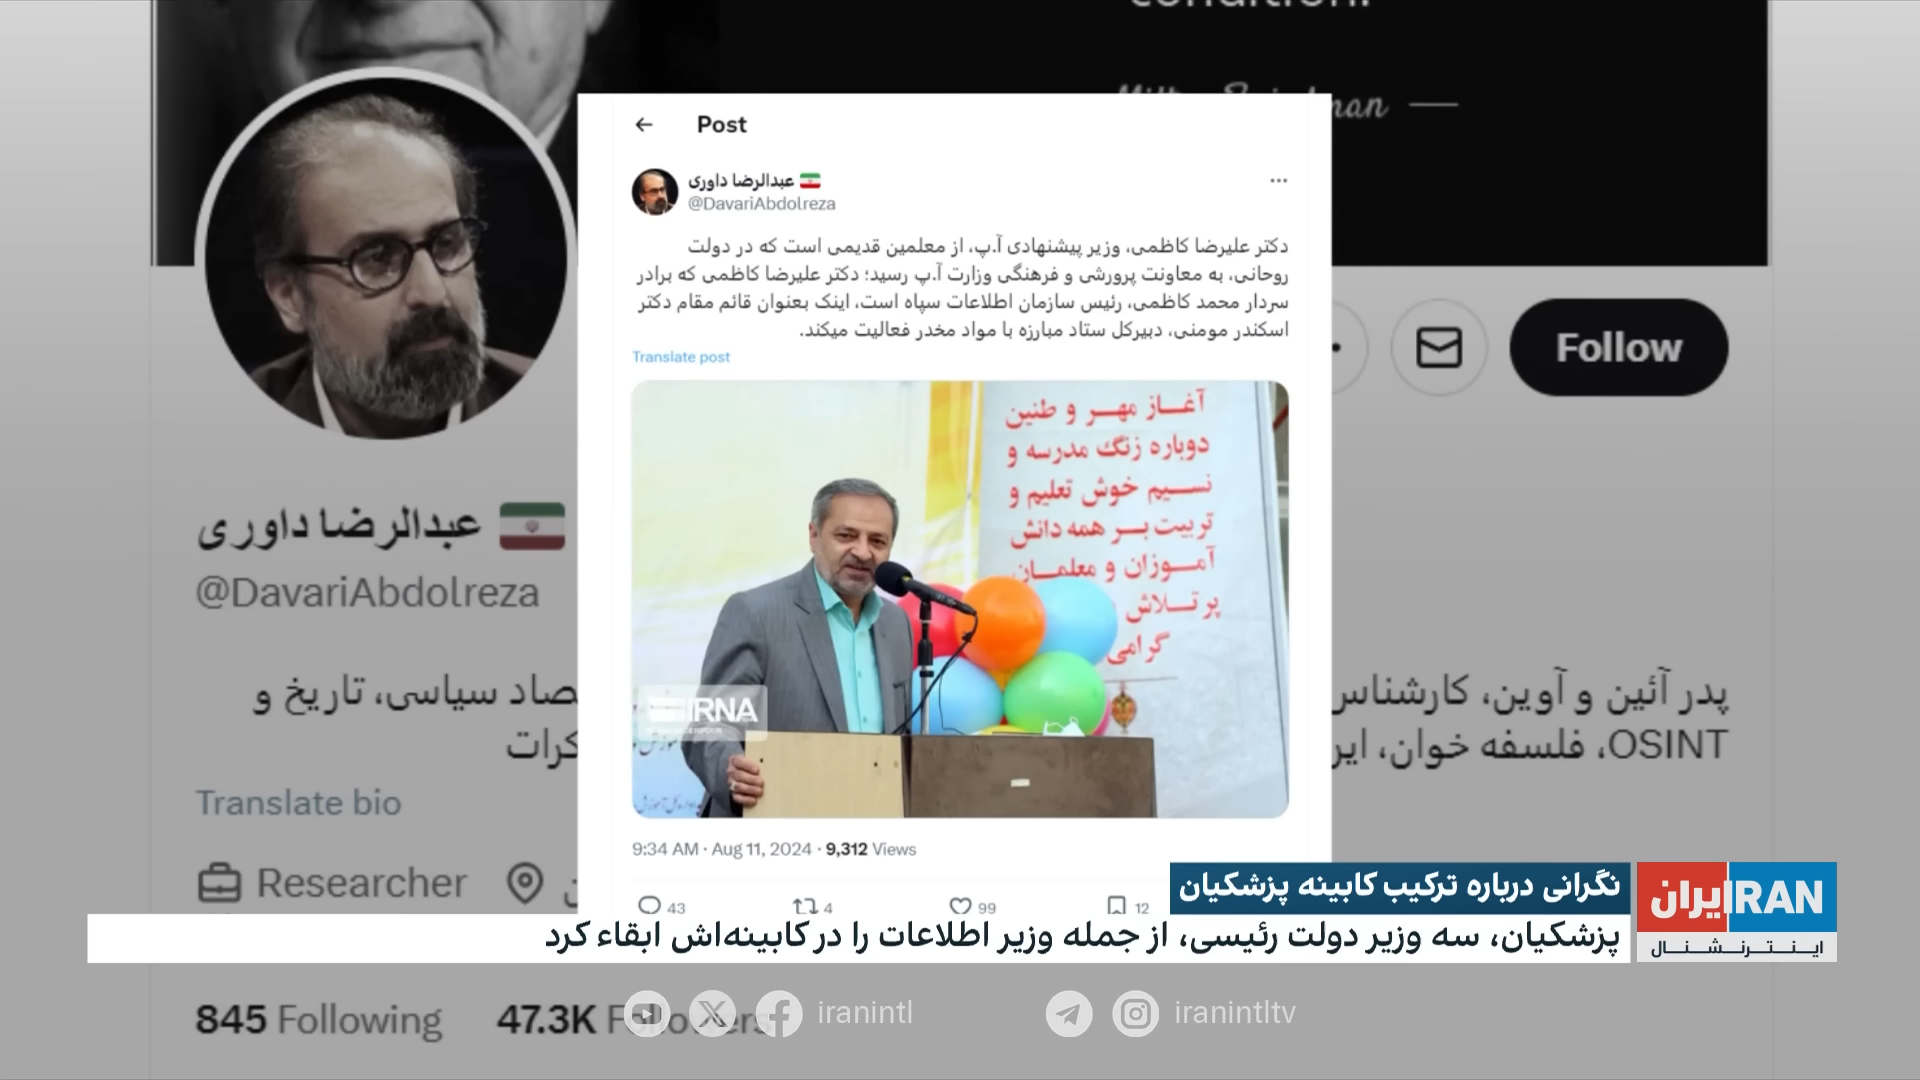 condition.
Post
عبدالرضا داوری
@DavariAbdolreza
دکتر علیرضا کاظمی، وزیر پیشنهادی آ.پ، از معلمین قدیمی است که در دولت
روحانی، به معاونت پرورشی و فرهنگی وزارت آ.پ رسید؛ دکتر علیرضا کاظمی که برادر
سردار محمد کاظمی، رئیس سازمان اطلاعات سپاه است، اینک بعنوان قائم مقام دکتر
اسکندر مومنی، دبیرکل ستاد مبارزه با مواد مخدر فعالیت میکند.
Translate post
آغاز مهر و طنین
دوباره زنگ مدرسه و
نسیم خوش تعلیم و
تربیت بر همه دانش
آموزان و معلمان
پرتلاش
گرامی
IRNA
9:34 AM · Aug 11, 2024 · 9,312 Views
43
4
99
12
Follow
عبدالرضا داوری
@DavariAbdolreza
پدر آئین و آوین، کارشناس
صاد سیاسی، تاریخ و
OSINT، فلسفه خوان، ایر
کرات
Translate bio
Researcher
845 Following
47.3K Followers
نگرانی درباره ترکیب کابینه پزشکیان
پزشکیان، سه وزیر دولت رئیسی، از جمله وزیر اطلاعات را در کابینه‌اش ابقاء کرد
ایران IRAN
اینترنشنال
iranintl
iranintltv